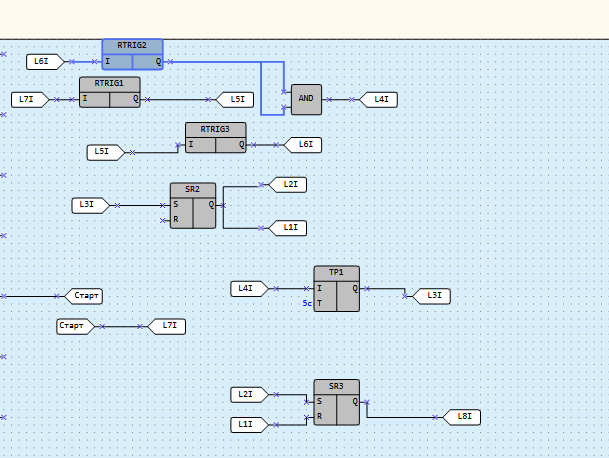 RTRIG2
L6I I Q
RTRIG1
L7I I Q L5I AND L4I
RTRIG3
L5I I Q L6I
SR2
L3I S Q L2I
R L1I
TP1
Старт L4I I Q L3I
5с T
Старт L7I
SR3
L2I S Q
L1I R L8I